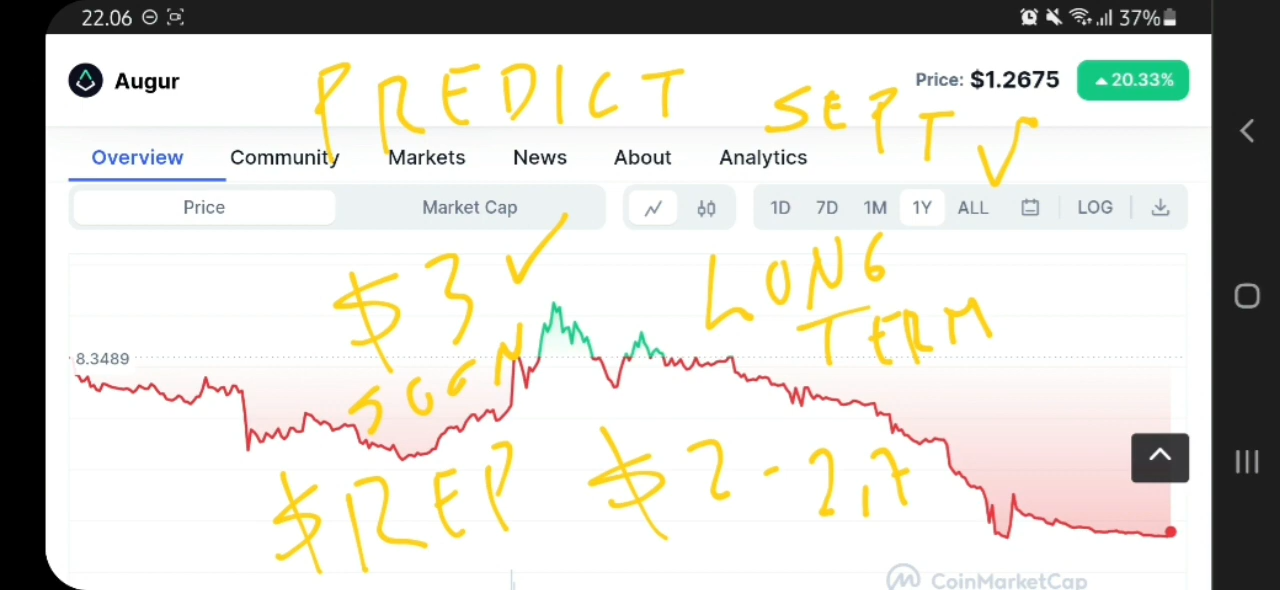 22.06 37%
Augur Price: $1.2675 20.33%
PREDICT SEPT
Overview Community Markets News About Analytics
Price Market Cap 1D 7D 1M 1Y ALL LOG
$3 LONG
TERM
8.3489
SOON
$REP $2-2,7
CoinMarketCap